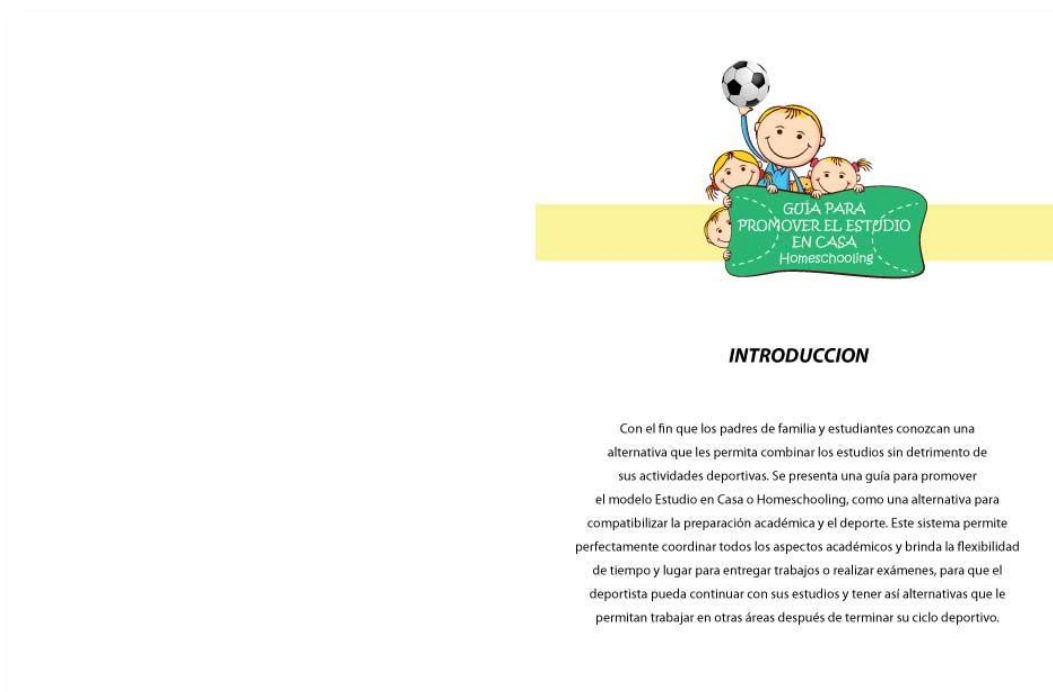 GUÍA PARA
PROMOVER EL ESTUDIO
EN CASA
Homeschooling
INTRODUCCION
Con el fin que los padres de familia y estudiantes conozcan una
alternativa que les permita combinar los estudios sin detrimento de
sus actividades deportivas. Se presenta una guía para promover
el modelo Estudio en Casa o Homeschooling, como una alternativa para
compatibilizar la preparación académica y el deporte. Este sistema permite
perfectamente coordinar todos los aspectos académicos y brinda la flexibilidad
de tiempo y lugar para entregar trabajos o realizar exámenes, para que el
deportista pueda continuar con sus estudios y tener así alternativas que le
permitan trabajar en otras áreas después de terminar su ciclo deportivo.